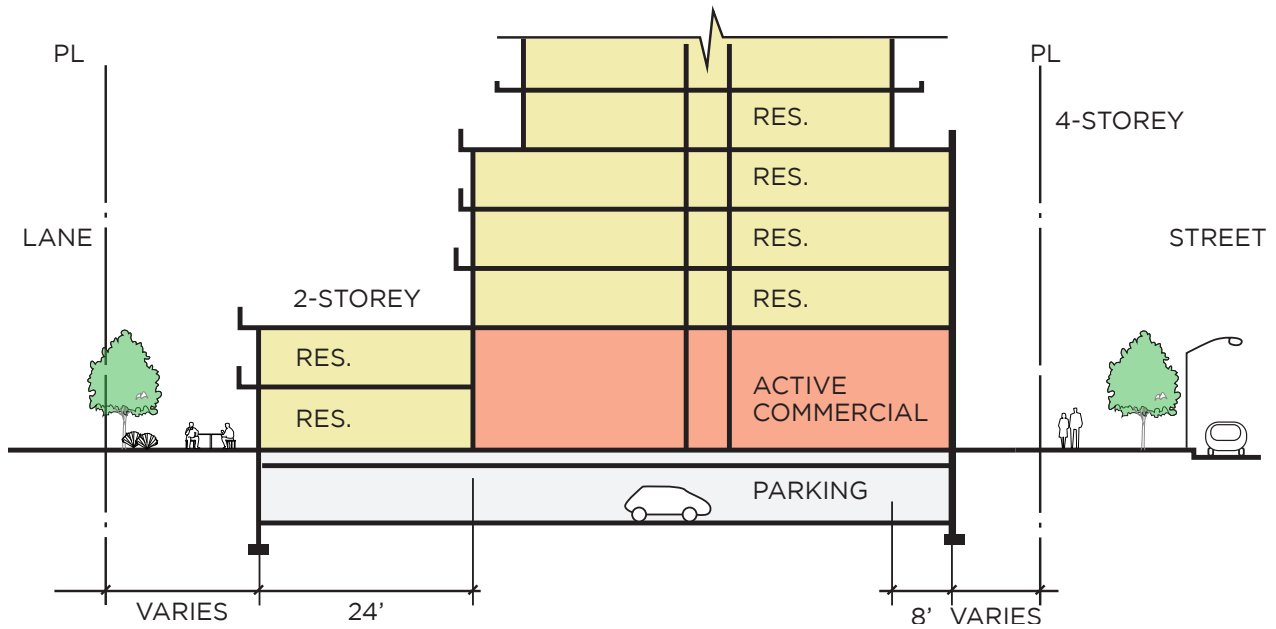 PL
PL
RES.
4-STOREY
RES.
LANE
RES.
STREET
2-STOREY
RES.
RES.
ACTIVE
COMMERCIAL
RES.
PARKING
VARIES
24’
8’
VARIES